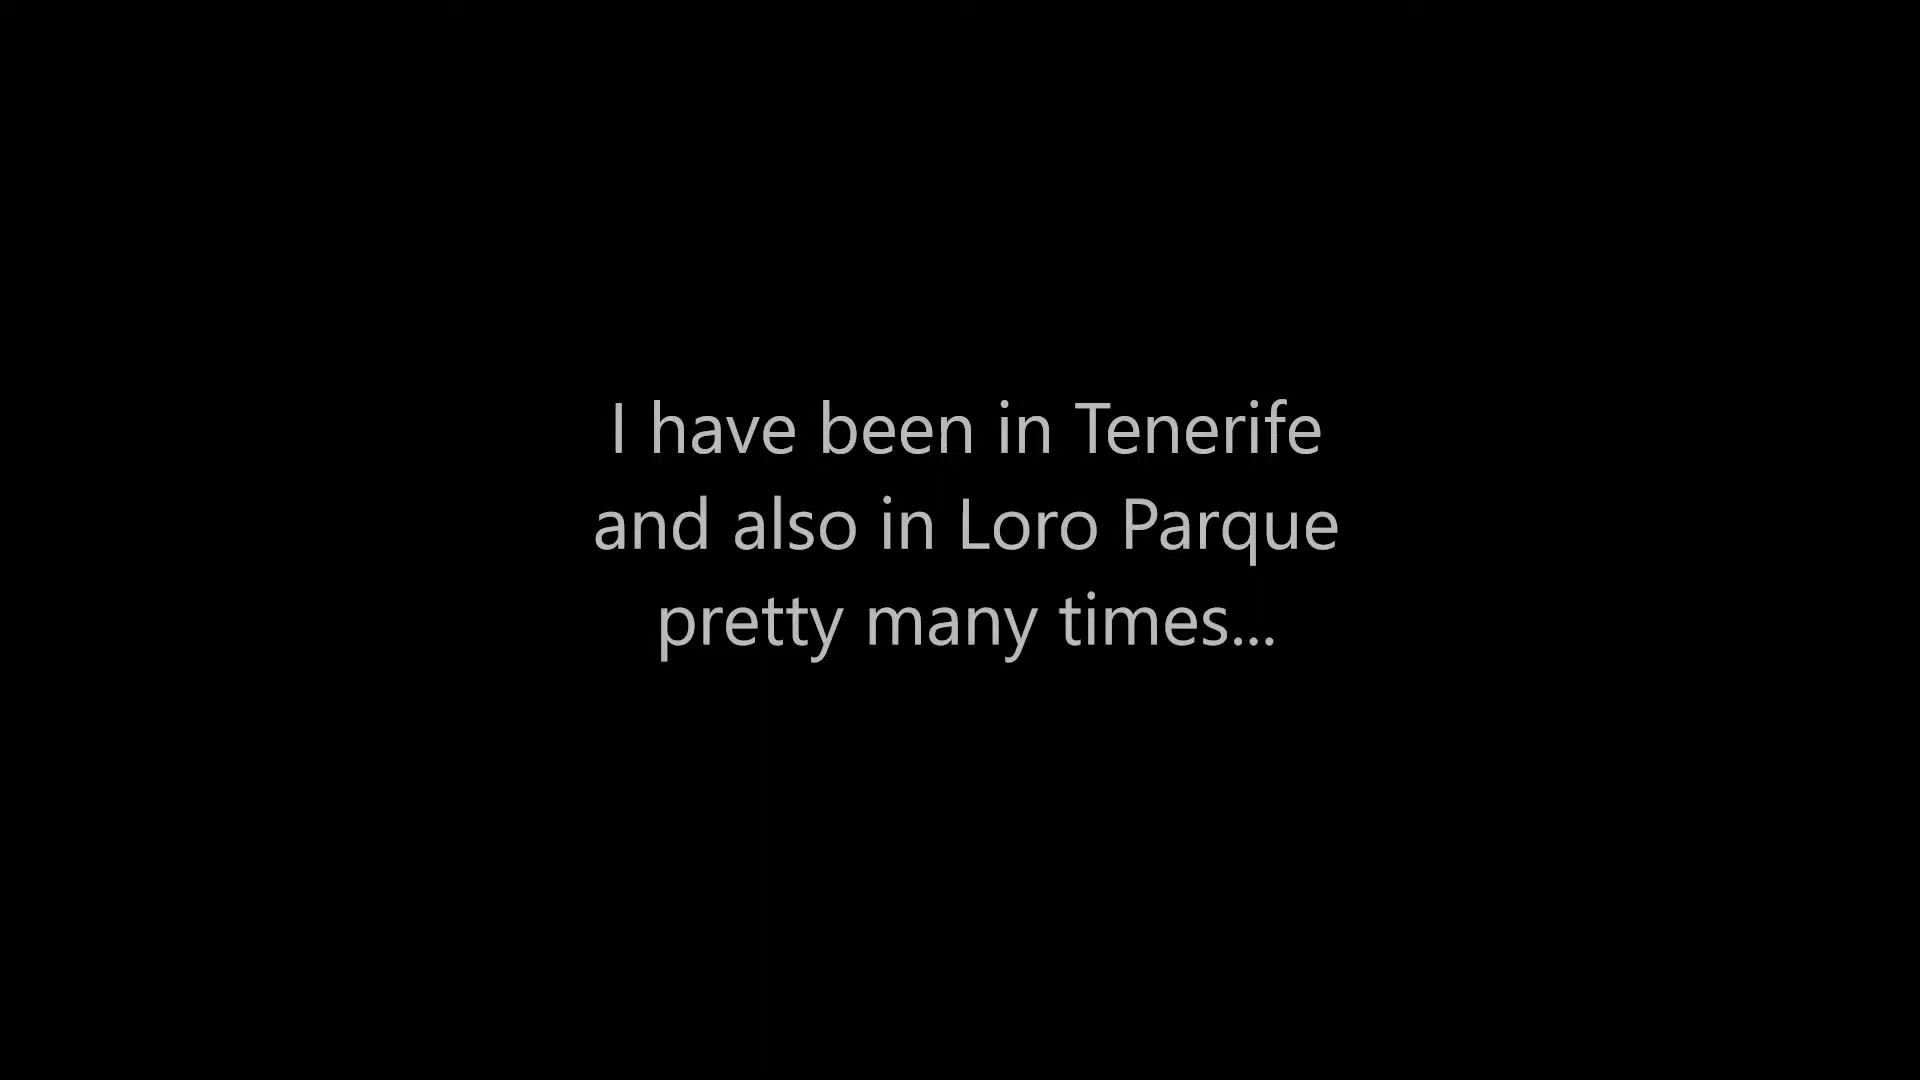 I have been in Tenerife
and also in Loro Parque
pretty many times...